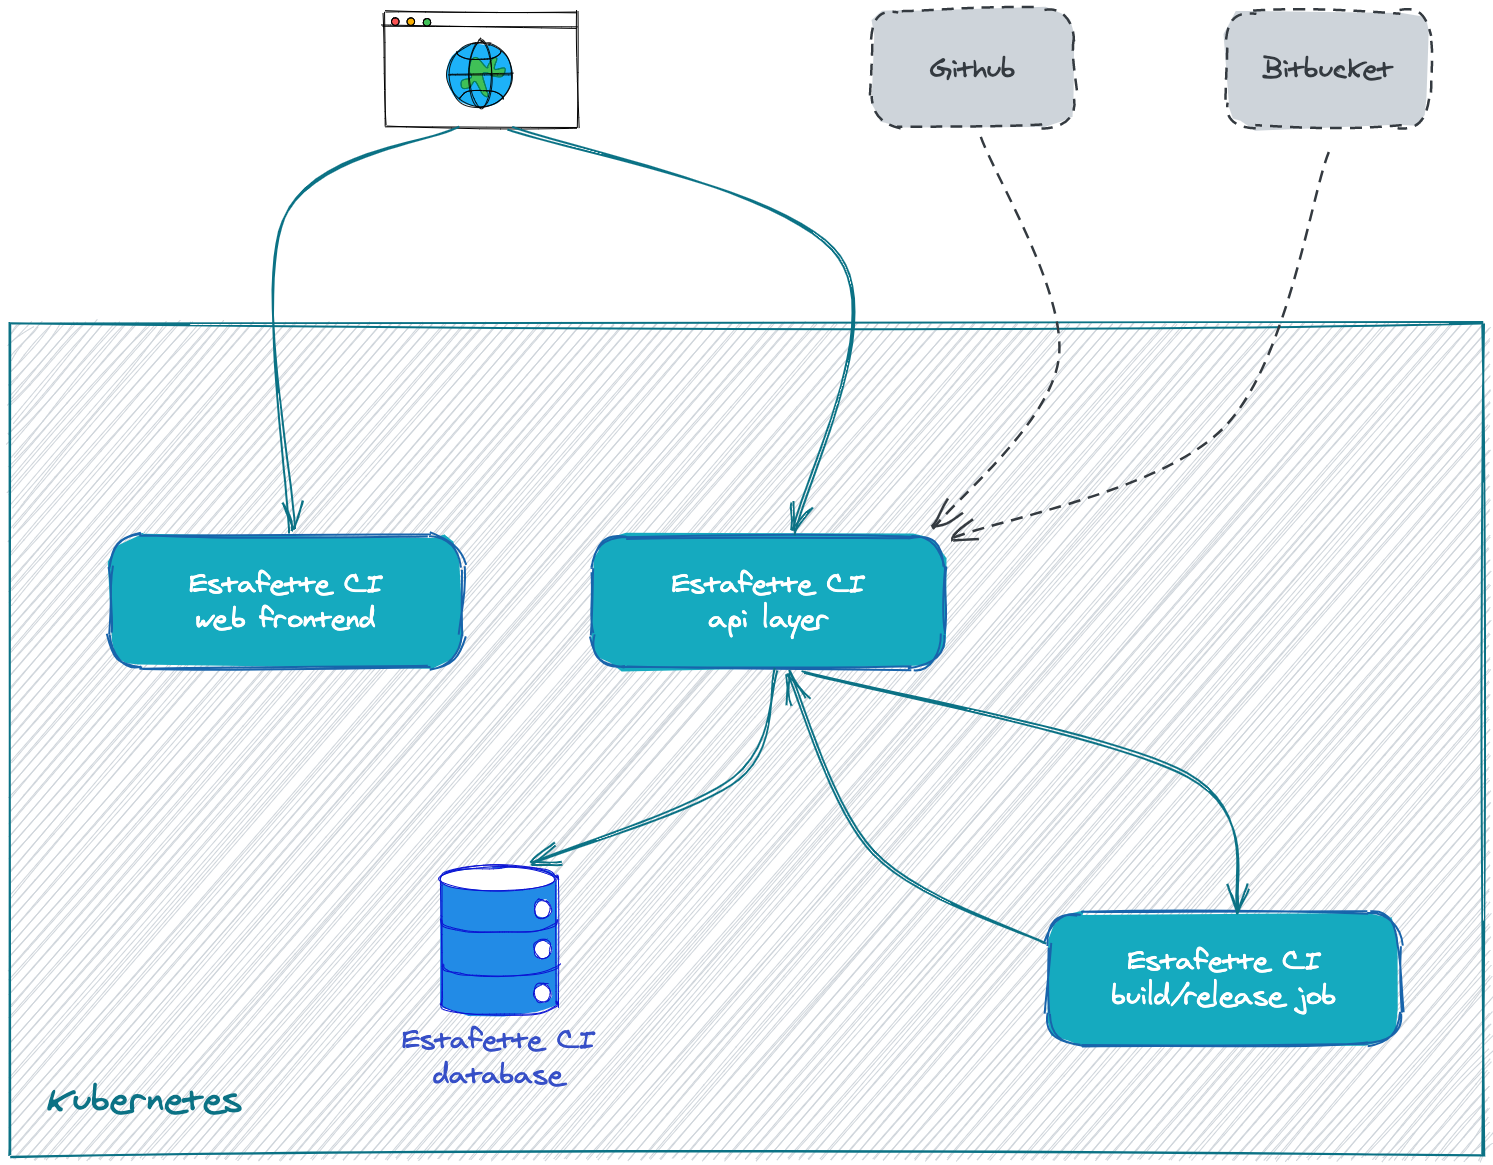 Github
Bitbucket
Estafette CI
web frontend
Estafette CI
api layer
Estafette CI
build/release job
Estafette CI
database
Kubernetes